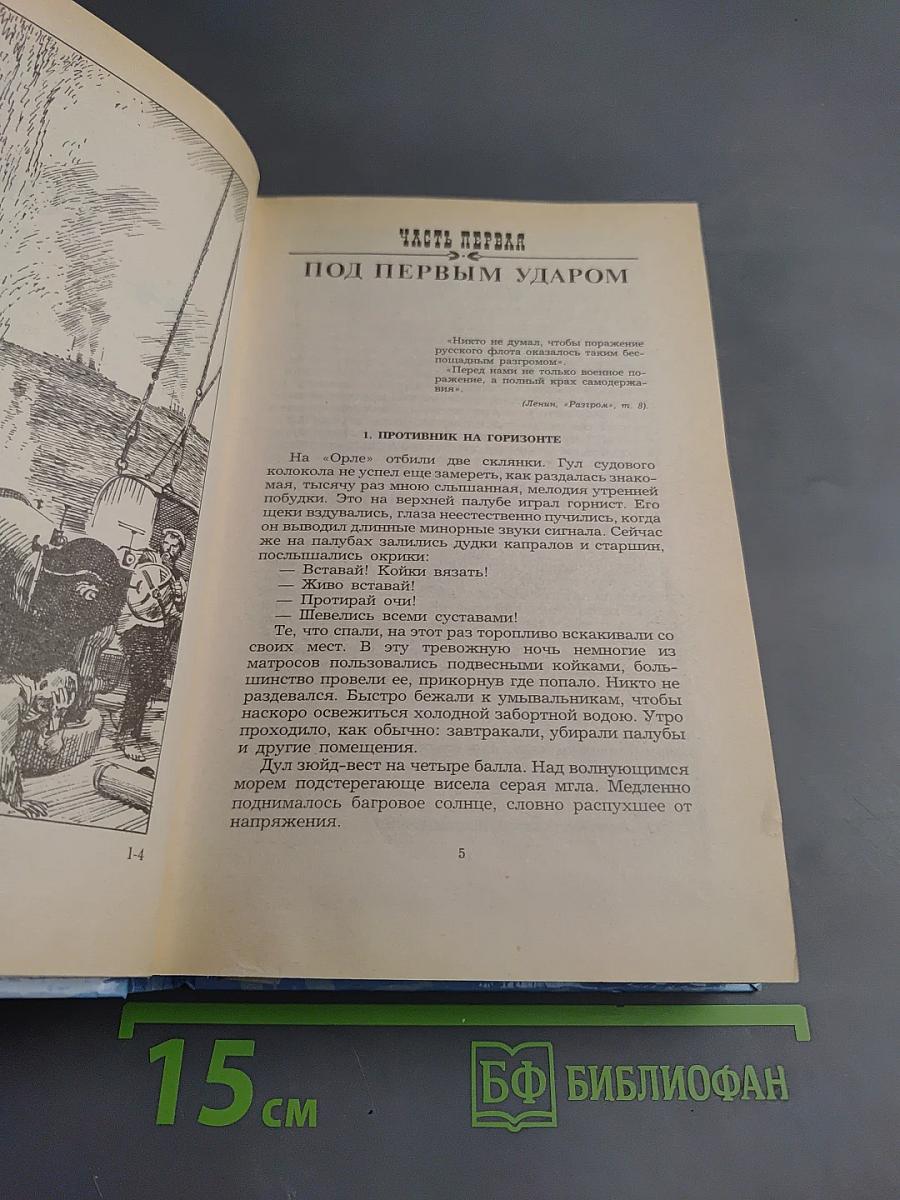 ЧАСТЬ ПЕРВАЯ
ПОД ПЕРВЫМ УДАРОМ
«Никто не думал, чтобы поражение
русского флота оказалось таким бес-
пощадным разгромом».
«Перед нами не только военное по-
ражение, а полный крах самодержа-
вия».
(Ленин, «Разгром», т. 8).
1. ПРОТИВНИК НА ГОРИЗОНТЕ
На «Орле» отбили две склянки. Гул судового
колокола не успел еще замереть, как раздалась знако-
мая, тысячу раз мною слышанная, мелодия утренней
побудки. Это на верхней палубе играл горнист. Его
щеки вздувались, глаза неестественно пучились, когда
он выводил длинные минорные звуки сигнала. Сейчас
же на палубах залились дудки капралов и старшин,
послышались окрики:
— Вставай! Койки вязать!
— Живо вставай!
— Протирай очи!
— Шевелись всеми суставами!
Те, что спали, на этот раз торопливо вскакивали со
своих мест. В эту тревожную ночь немногие из
матросов пользовались подвесными койками, боль-
шинство провели ее, прикорнув где попало. Никто не
раздевался. Быстро бежали к умывальникам, чтобы
наскоро освежиться холодной забортной водою. Утро
проходило, как обычно: завтракали, убирали палубы
и другие помещения.
Дул зюйд-вест на четыре балла. Над волнующимся
морем подстерегающе висела серая мгла. Медленно
поднималось багровое солнце, словно распухшее от
напряжения.
1-4
5
15 см
БФ БИБЛИОФАН